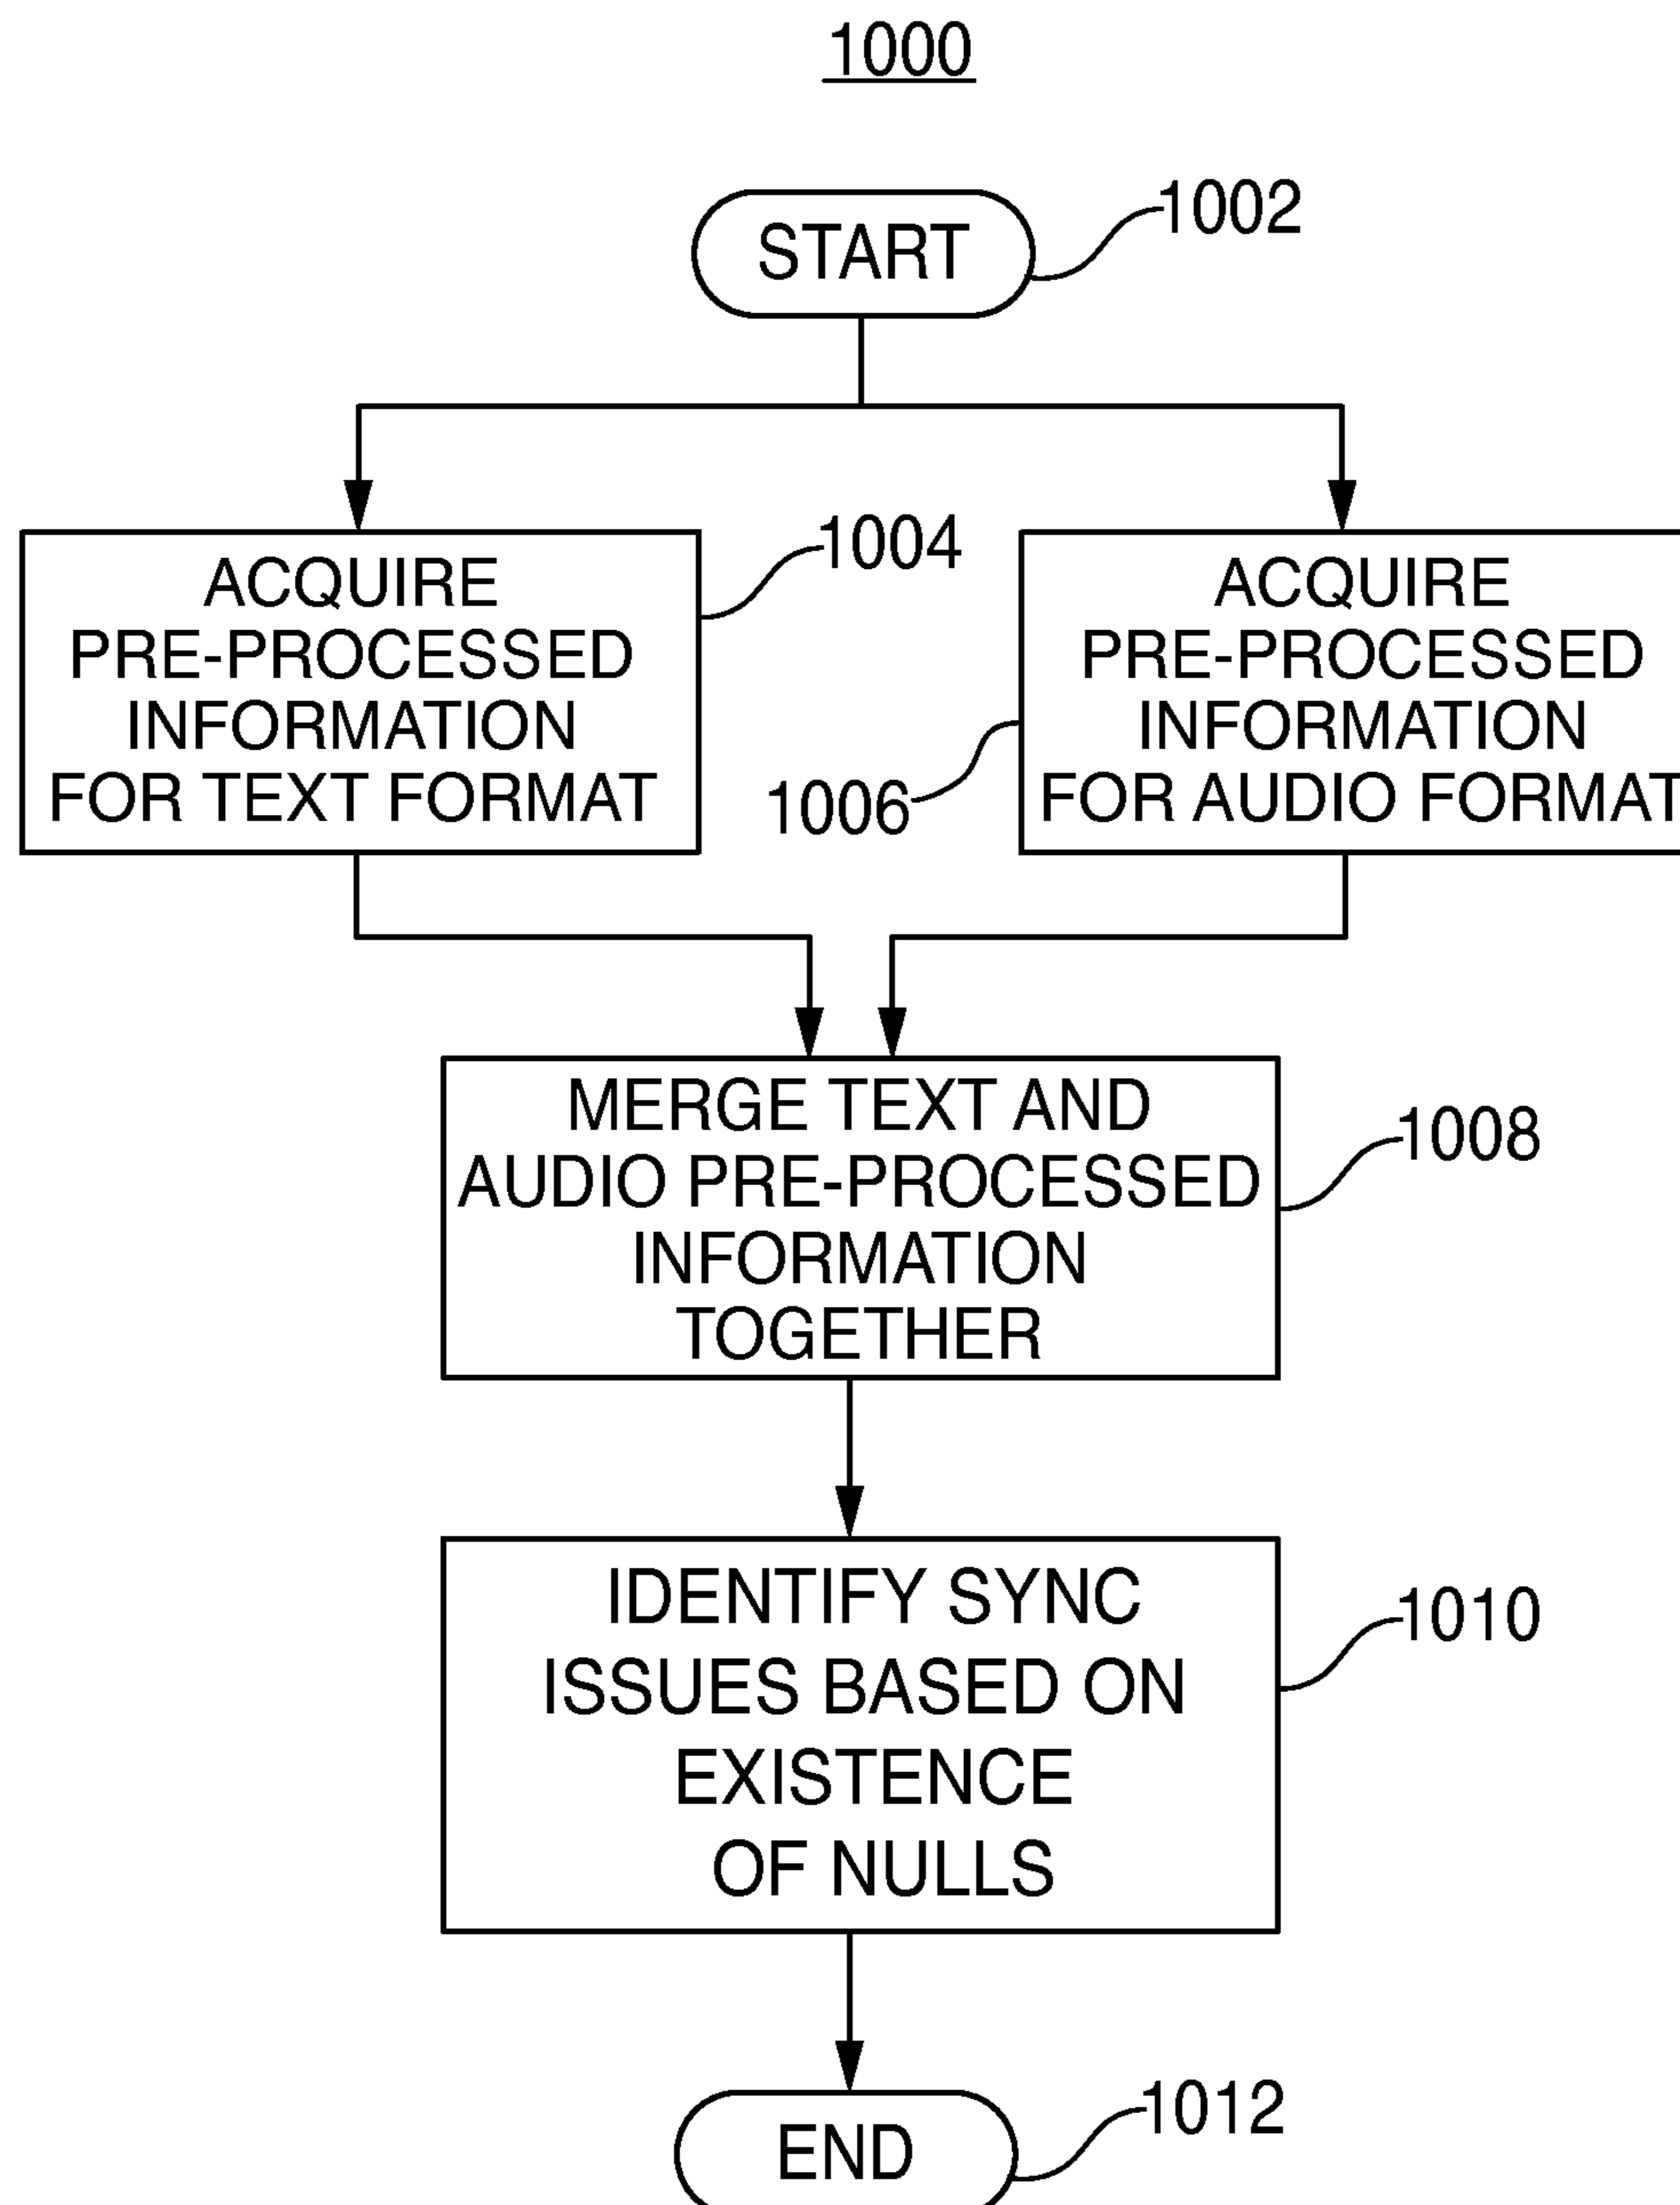 1000
START
1002
ACQUIRE
PRE-PROCESSED
INFORMATION
FOR TEXT FORMAT
1004
ACQUIRE
PRE-PROCESSED
INFORMATION
FOR AUDIO FORMAT
1006
MERGE TEXT AND
AUDIO PRE-PROCESSED
INFORMATION
TOGETHER
1008
IDENTIFY SYNC
ISSUES BASED ON
EXISTENCE
OF NULLS
1010
END
1012